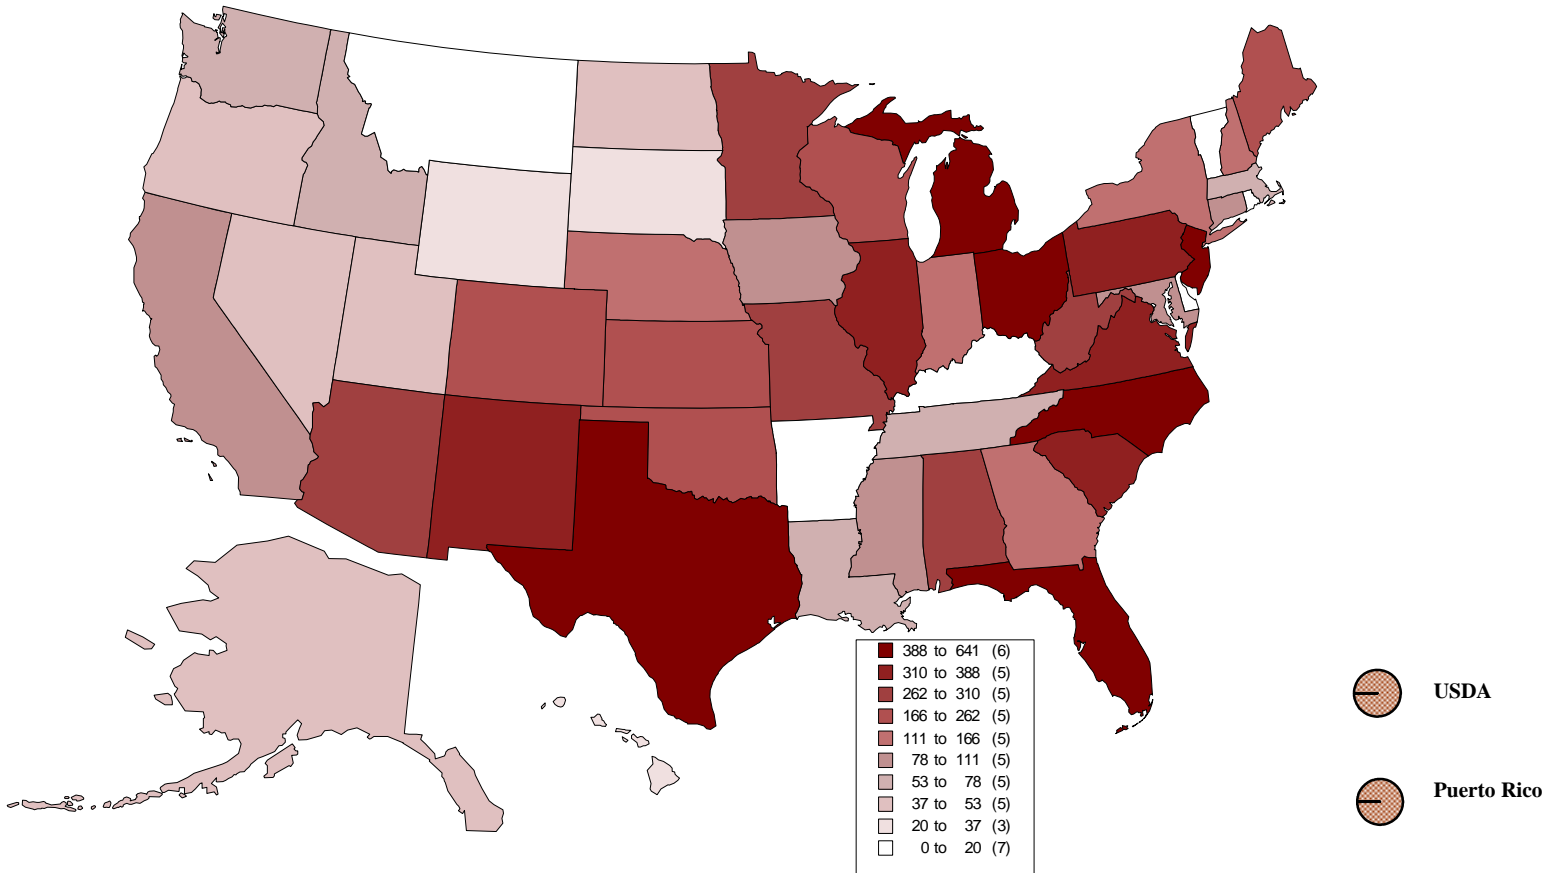 388 to 641 (6)
310 to 388 (5)
262 to 310 (5)
166 to 262 (5)
111 to 166 (5)
78 to 111 (5)
53 to 78 (5)
37 to 53 (5)
20 to 37 (3)
0 to 20 (7)
USDA
Puerto Rico